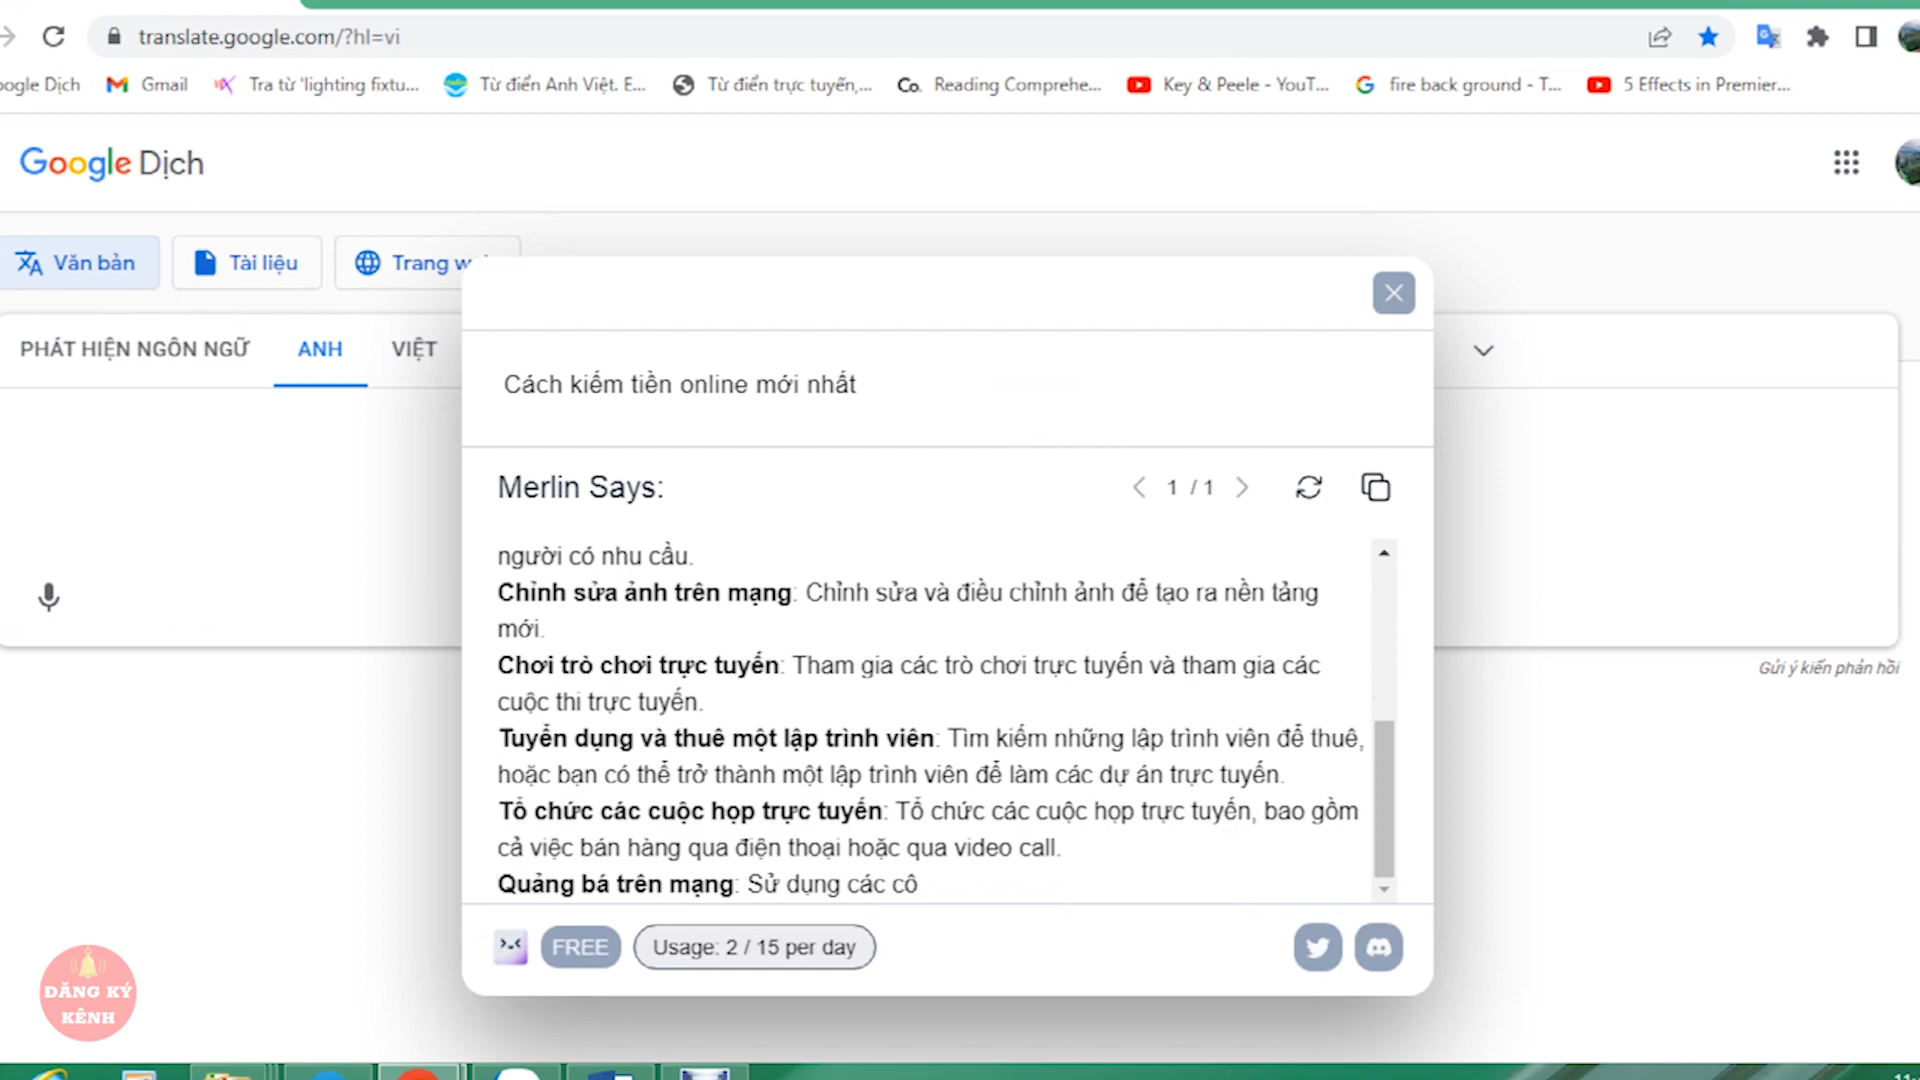 translate.google.com/?hl=vi
oogle Dịch Gmail Tra từ 'lighting fixtu... Từ điển Anh Việt. E... Từ điển trực tuyến,... Co. Reading Comprehe... Key & Peele - YouT... fire back ground - T... 5 Effects in Premier...
Google Dịch
Văn bản Tài liệu Trang w
PHÁT HIỆN NGÔN NGỮ ANH VIỆT
Cách kiếm tiền online mới nhất
Merlin Says: 1 / 1
người có nhu cầu.
Chỉnh sửa ảnh trên mạng: Chỉnh sửa và điều chỉnh ảnh để tạo ra nền tảng
mới.
Chơi trò chơi trực tuyến: Tham gia các trò chơi trực tuyến và tham gia các
cuộc thi trực tuyến.
Tuyển dụng và thuê một lập trình viên: Tìm kiếm những lập trình viên để thuê,
hoặc bạn có thể trở thành một lập trình viên để làm các dự án trực tuyến.
Tổ chức các cuộc họp trực tuyến: Tổ chức các cuộc họp trực tuyến, bao gồm
cả việc bán hàng qua điện thoại hoặc qua video call.
Quảng bá trên mạng: Sử dụng các cô
Gửi ý kiến phản hồi
FREE Usage: 2 / 15 per day
ĐĂNG KÝ
KÊNH